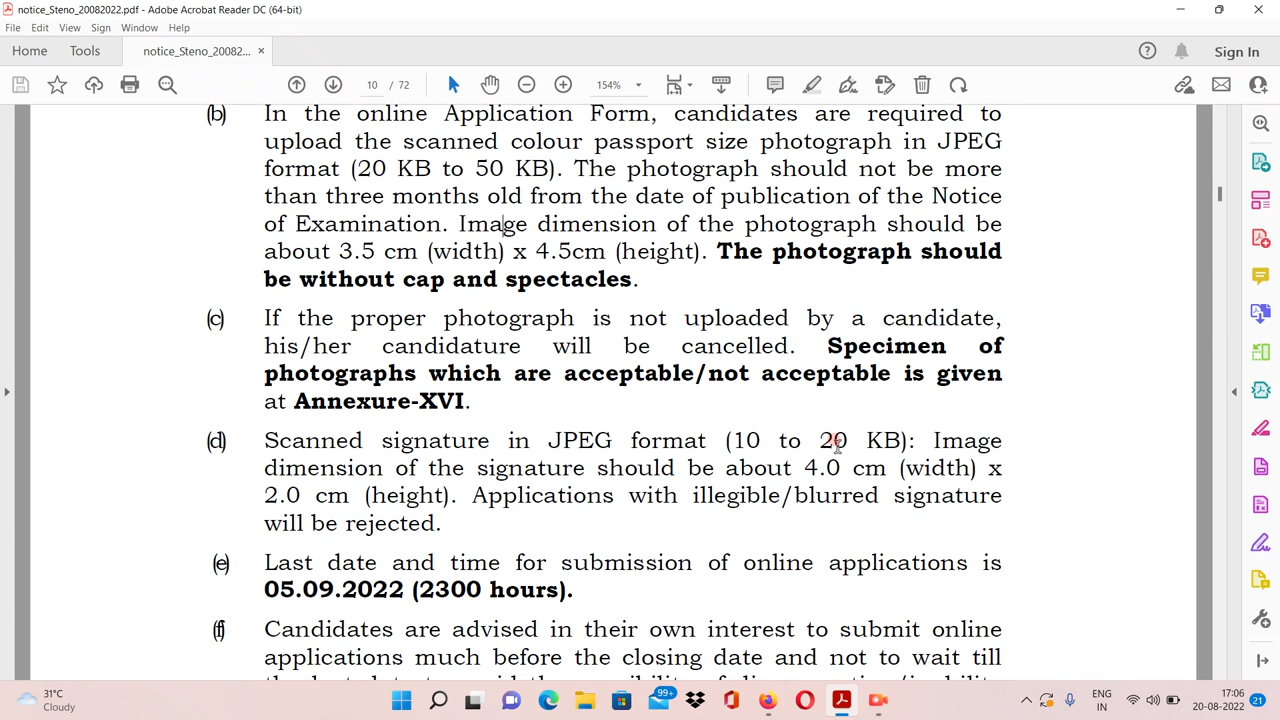 notice_Steno_20082022.pdf - Adobe Acrobat Reader DC (64-bit)
File Edit View Sign Window Help
Home Tools notice_Steno_20082... × Sign In
10 / 72 154%
(b) In the online Application Form, candidates are required to
upload the scanned colour passport size photograph in JPEG
format (20 KB to 50 KB). The photograph should not be more
than three months old from the date of publication of the Notice
of Examination. Image dimension of the photograph should be
about 3.5 cm (width) x 4.5cm (height). The photograph should
be without cap and spectacles.
(c) If the proper photograph is not uploaded by a candidate,
his/her candidature will be cancelled. Specimen of
photographs which are acceptable/not acceptable is given
at Annexure-XVI.
(d) Scanned signature in JPEG format (10 to 20 KB): Image
dimension of the signature should be about 4.0 cm (width) x
2.0 cm (height). Applications with illegible/blurred signature
will be rejected.
(e) Last date and time for submission of online applications is
05.09.2022 (2300 hours).
(f) Candidates are advised in their own interest to submit online
applications much before the closing date and not to wait till
31°C
Cloudy
99+
ENG
IN
17:06
20-08-2022
21